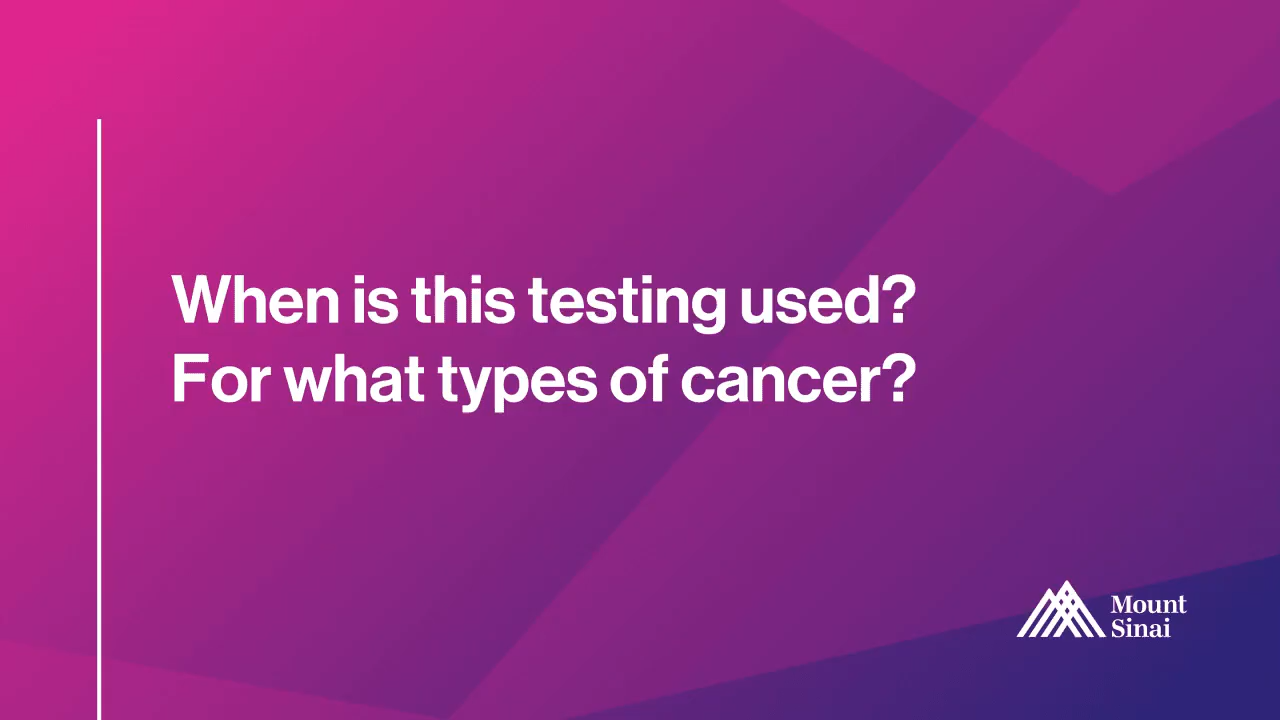 When is this testing used?
For what types of cancer?
Mount
Sinai